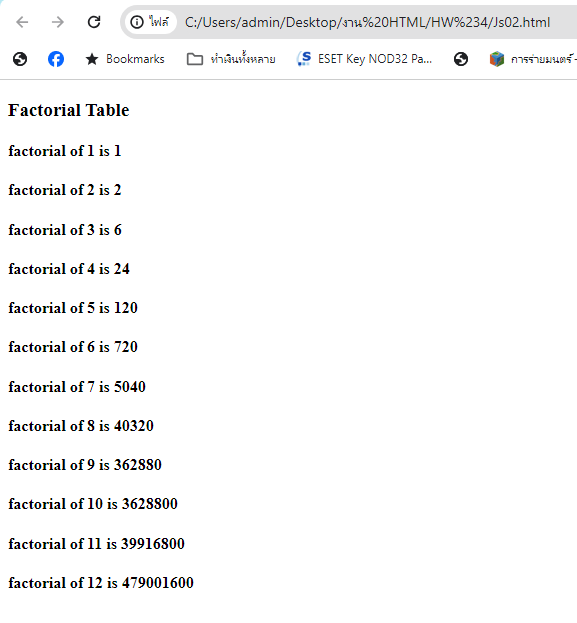 ไฟล์ C:/Users/admin/Desktop/งาน%20HTML/HW%234/Js02.html
Bookmarks ทำเงินทั้งหลาย ESET Key NOD32 Pa... การร่ายมนตร์ -
Factorial Table
factorial of 1 is 1
factorial of 2 is 2
factorial of 3 is 6
factorial of 4 is 24
factorial of 5 is 120
factorial of 6 is 720
factorial of 7 is 5040
factorial of 8 is 40320
factorial of 9 is 362880
factorial of 10 is 3628800
factorial of 11 is 39916800
factorial of 12 is 479001600